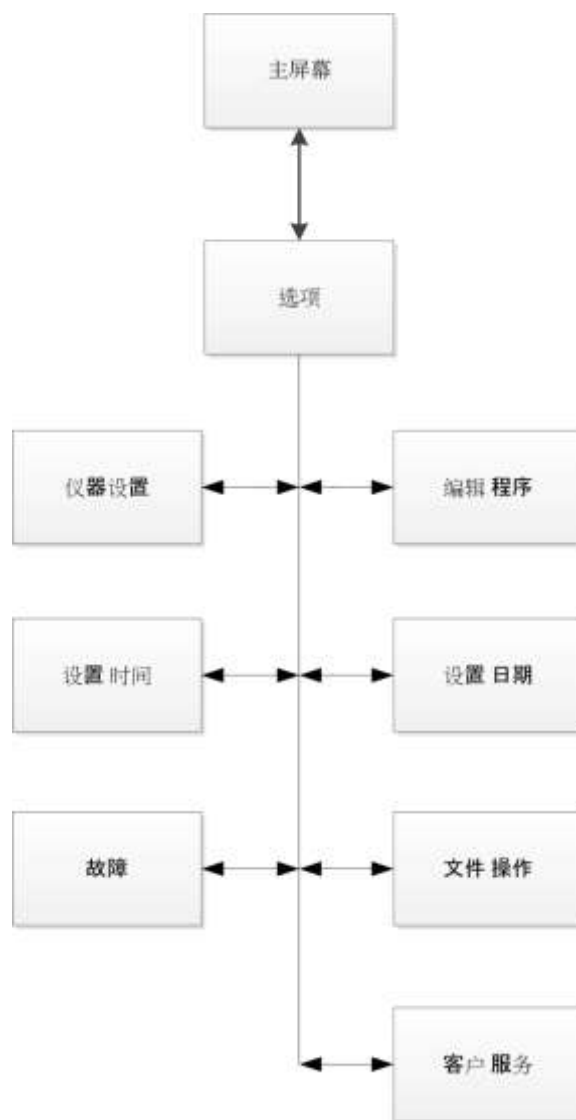 主屏幕
选项
仪器设置
编辑 程序
设置 时间
设置 日期
故障
文件 操作
客户 服务